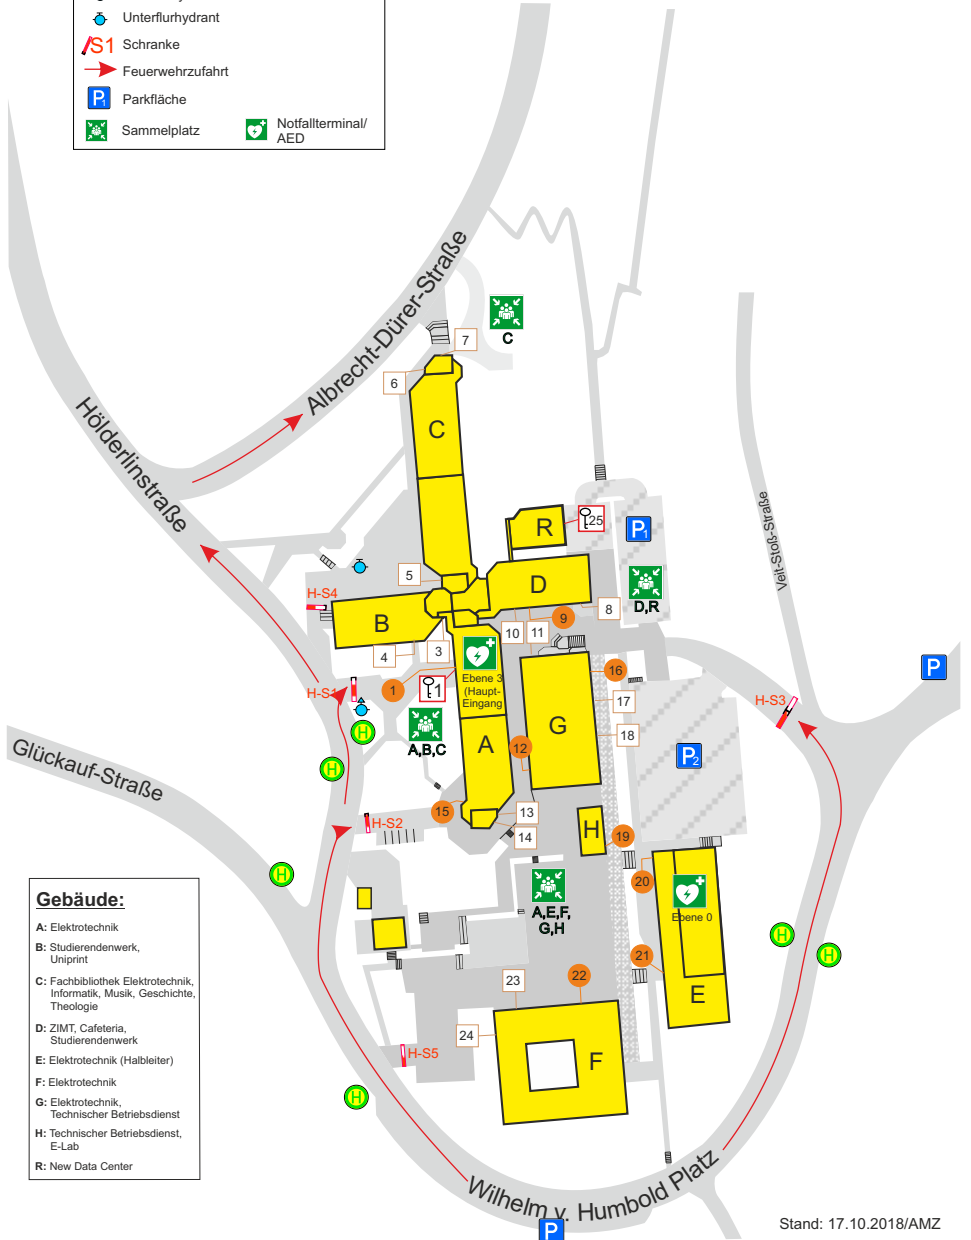 Unterflurhydrant
S1 Schranke
Feuerwehrzufahrt
P1 Parkfläche
Sammelplatz
Notfallterminal/
AED
Albrecht-Dürer-Straße
Hölderlinstraße
Glückauf-Straße
Veit-Stoß-Straße
Wilhelm v. Humbold Platz
C
7
6
C
R
25
P1
5
D
D,R
H-S4
B
8
9
10
11
4
3
1
1
Ebene 3
(Haupt-
Eingang
H-S1
H
A,B,C
A
G
12
16
17
18
P
H-S3
P2
H
15
H-S2
13
14
H
19
H
20
Ebene 0
A,E,F,
G,H
21
E
H
H
23
22
24
F
H-S5
H
P
Gebäude:
A: Elektrotechnik
B: Studierendenwerk,
Uniprint
C: Fachbibliothek Elektrotechnik,
Informatik, Musik, Geschichte,
Theologie
D: ZIMT, Cafeteria,
Studierendenwerk
E: Elektrotechnik (Halbleiter)
F: Elektrotechnik
G: Elektrotechnik,
Technischer Betriebsdienst
H: Technischer Betriebsdienst,
E-Lab
R: New Data Center
Stand: 17.10.2018/AMZ